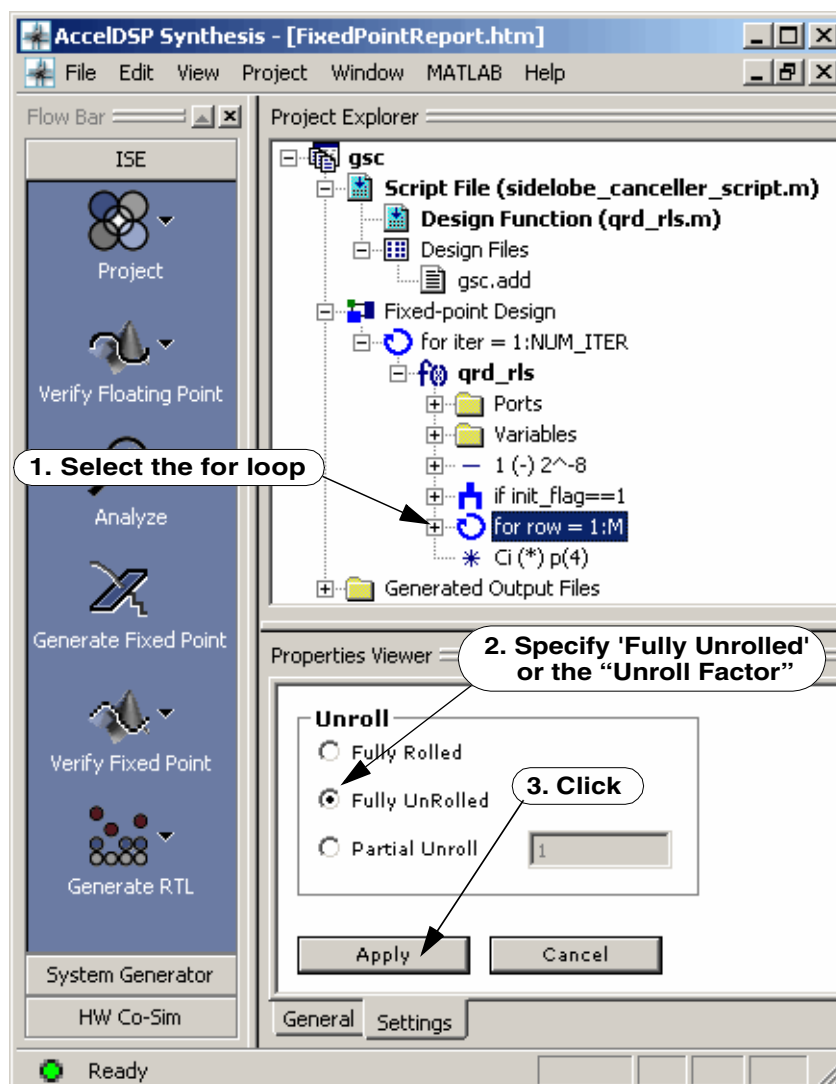 AccelDSP Synthesis - [FixedPointReport.htm]
File Edit View Project Window MATLAB Help
Flow Bar
ISE
Project
Verify Floating Point
Analyze
Generate Fixed Point
Verify Fixed Point
Generate RTL
System Generator
HW Co-Sim
Project Explorer
gsc
Script File (sidelobe_canceller_script.m)
Design Function (qrd_rls.m)
Design Files
gsc.add
Fixed-point Design
for iter = 1:NUM_ITER
f() qrd_rls
Ports
Variables
1 (-) 2^-8
if init_flag==1
for row = 1:M
Ci (*) p(4)
Generated Output Files
1. Select the for loop
Properties Viewer
2. Specify 'Fully Unrolled'
or the “Unroll Factor”
Unroll
Fully Rolled
Fully UnRolled
3. Click
Partial Unroll
1
Apply Cancel
General Settings
Ready